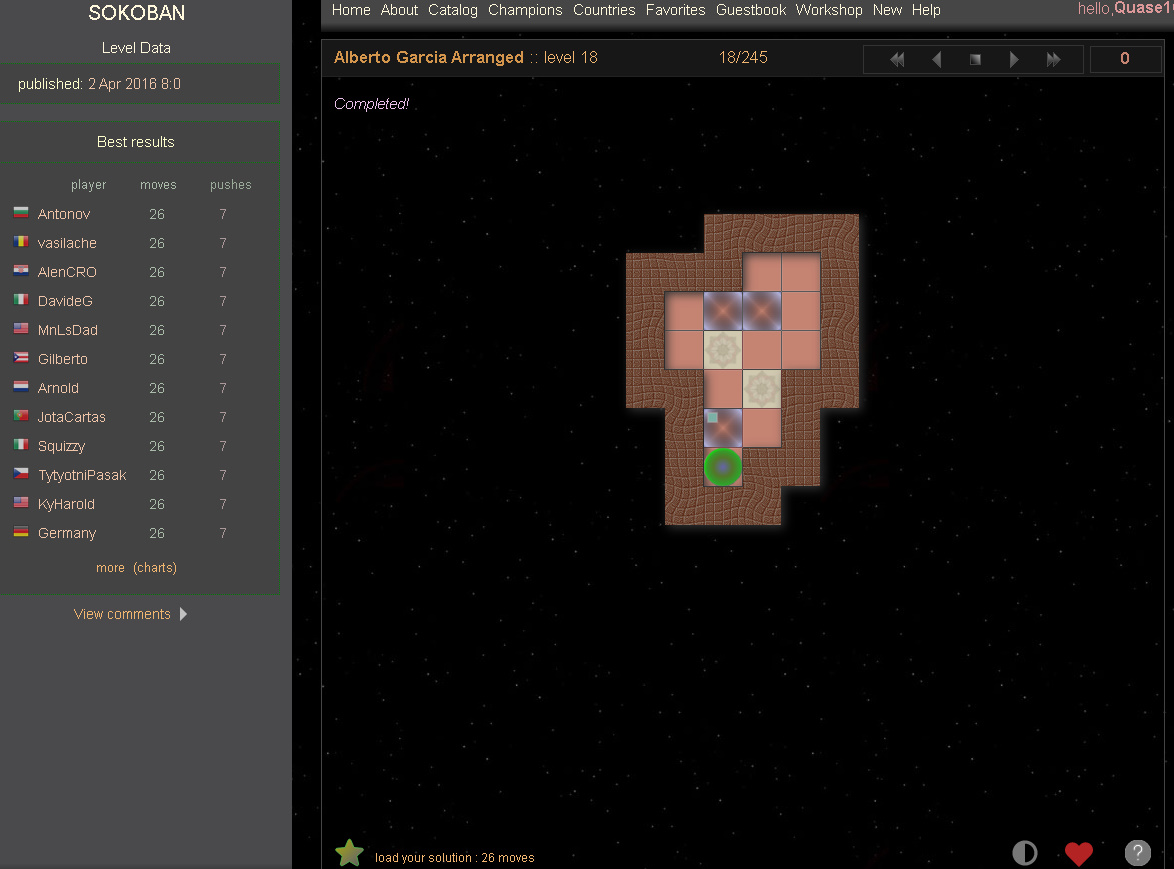 SOKOBAN
Level Data
published: 2 Apr 2016 8:0
Best results
player moves pushes
Antonov 26 7
vasilache 26 7
AlenCRO 26 7
DavideG 26 7
MnLsDad 26 7
Gilberto 26 7
Arnold 26 7
JotaCartas 26 7
Squizzy 26 7
TytyotniPasak 26 7
KyHarold 26 7
Germany 26 7
more (charts)
View comments
Home About Catalog Champions Countries Favorites Guestbook Workshop New Help
hello,Quase1
Alberto Garcia Arranged :: level 18 18/245 0
Completed!
load your solution : 26 moves
?